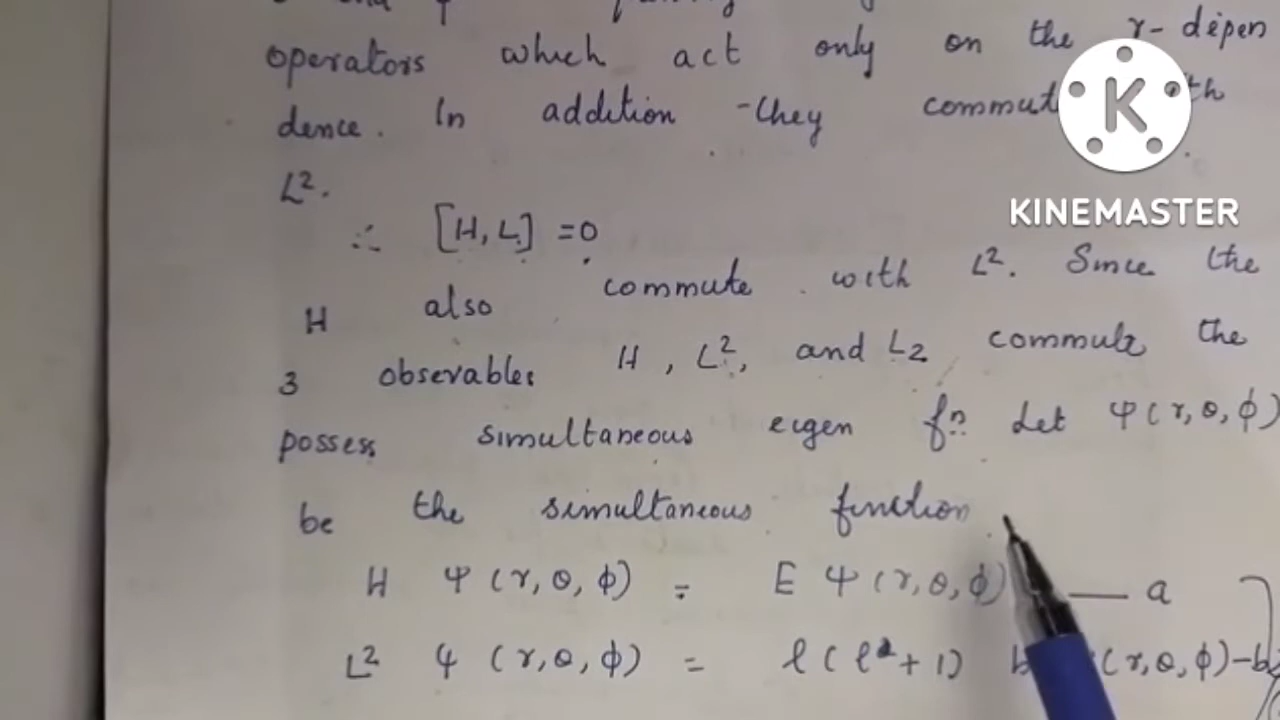 operators which act only on the r- depen
dence. In addition they commut
L².
∴ [H, L] = 0
H also commute with L². Since the
3 observables H, L², and Lz commute the
possess simultaneous eigen fn. Let Ψ(r, θ, ϕ)
be the simultaneous function
H Ψ (r, θ, ϕ) = E Ψ (r, θ, ϕ) — a
L² Ψ (r, θ, ϕ) = l(l²+1) (r, θ, ϕ) - b
K
KINEMASTER